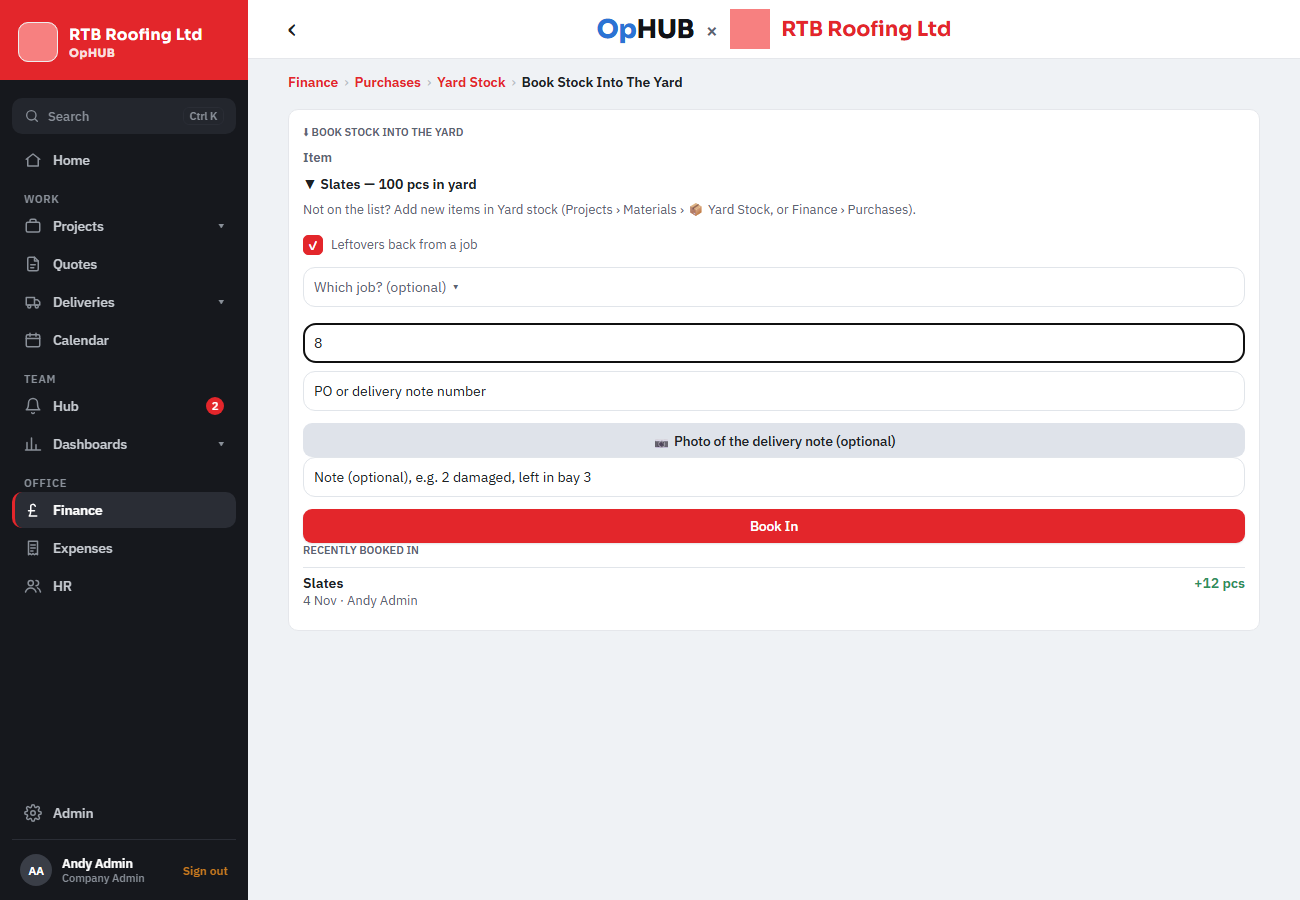 RTB Roofing Ltd
OpHUB
Search Ctrl K
Home
WORK
Projects
Quotes
Deliveries
Calendar
TEAM
Hub 2
Dashboards
OFFICE
£ Finance
Expenses
HR
Admin
AA Andy Admin
Company Admin
Sign out
OpHUB × RTB Roofing Ltd
Finance › Purchases › Yard Stock › Book Stock Into The Yard
⬇ BOOK STOCK INTO THE YARD
Item
▼ Slates — 100 pcs in yard
Not on the list? Add new items in Yard stock (Projects › Materials › 📦 Yard Stock, or Finance › Purchases).
Leftovers back from a job
Which job? (optional) ▾
8
PO or delivery note number
📷 Photo of the delivery note (optional)
Note (optional), e.g. 2 damaged, left in bay 3
Book In
RECENTLY BOOKED IN
Slates +12 pcs
4 Nov · Andy Admin